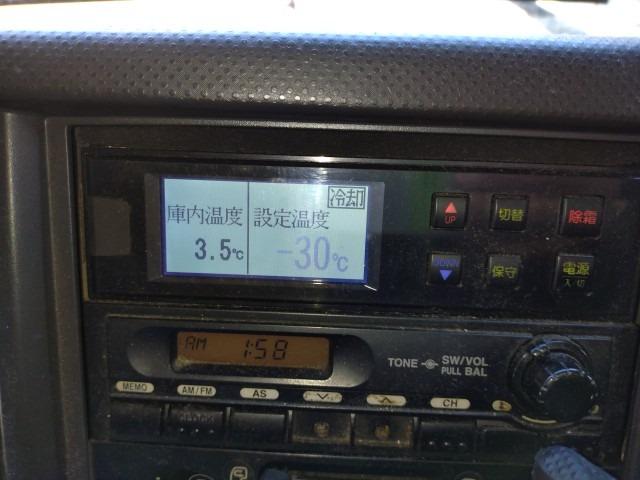 冷却
庫内温度 設定温度
3.5℃ -30℃
UP 切替 除霜
DOWN 保守 電源
入 切
AM 1:58
TONE SW/VOL
PULL BAL
MEMO AM/FM AS CH